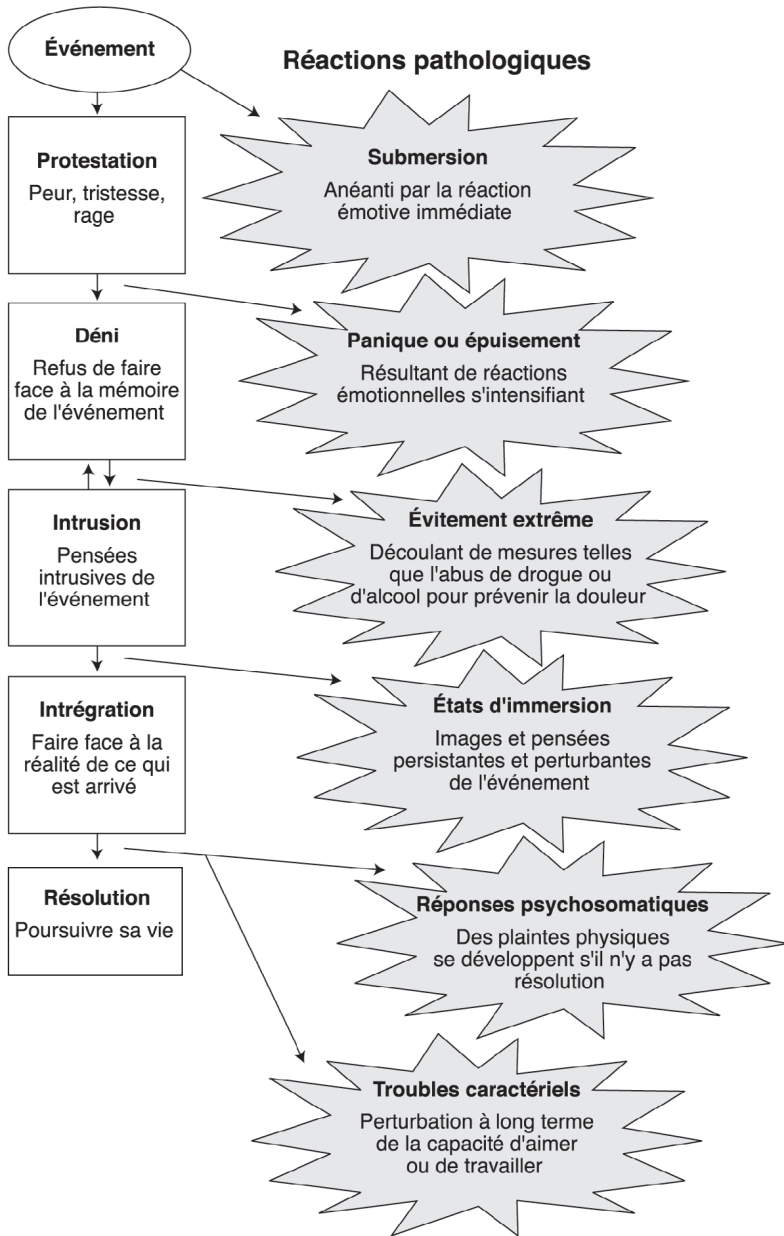 Événement
Réactions pathologiques
Protestation
Peur, tristesse,
rage
Submersion
Anéanti par la réaction
émotive immédiate
Déni
Refus de faire
face à la mémoire
de l'événement
Panique ou épuisement
Résultant de réactions
émotionnelles s'intensifiant
Intrusion
Pensées
intrusives de
l'événement
Évitement extrême
Découlant de mesures telles
que l'abus de drogue ou
d'alcool pour prévenir la douleur
Intrégration
Faire face à la
réalité de ce qui
est arrivé
États d'immersion
Images et pensées
persistantes et perturbantes
de l'événement
Résolution
Poursuivre sa vie
Réponses psychosomatiques
Des plaintes physiques
se développent s'il n'y a pas
résolution
Troubles caractériels
Perturbation à long terme
de la capacité d'aimer
ou de travailler